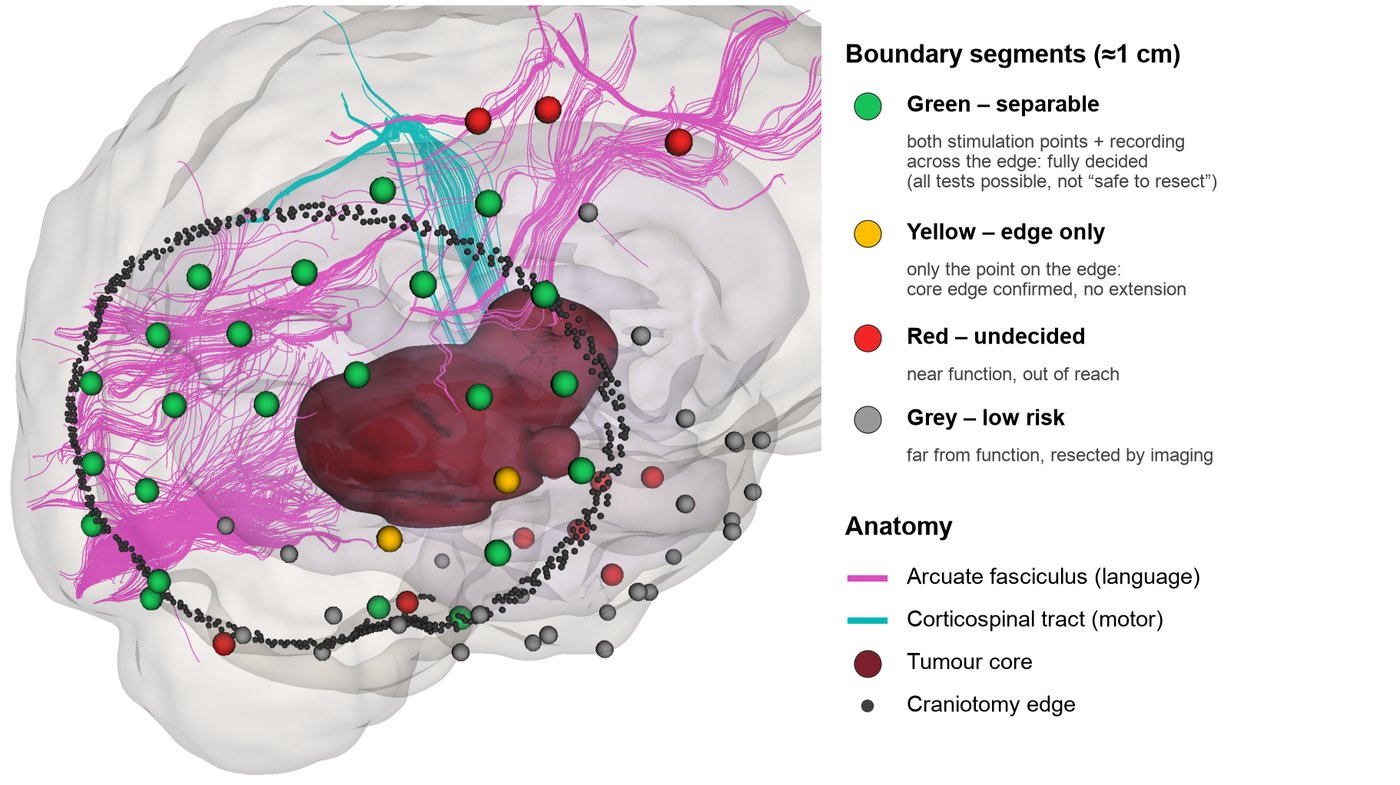 Boundary segments (≈1 cm)
Green – separable
both stimulation points + recording
across the edge: fully decided
(all tests possible, not “safe to resect”)
Yellow – edge only
only the point on the edge:
core edge confirmed, no extension
Red – undecided
near function, out of reach
Grey – low risk
far from function, resected by imaging
Anatomy
Arcuate fasciculus (language)
Corticospinal tract (motor)
Tumour core
Craniotomy edge